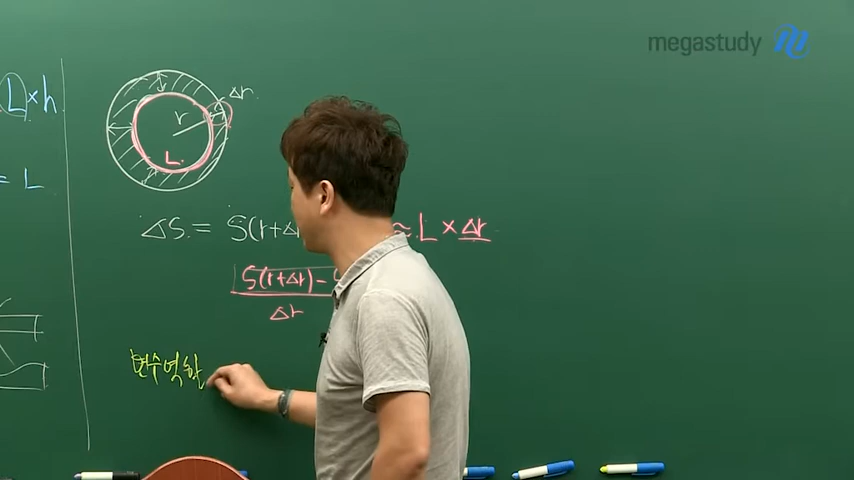 megastudy
L×h
= L
Δr
r
L
ΔS = S(r+Δ ≈ L × Δr
S(r+Δr) - S
Δr
변수역할